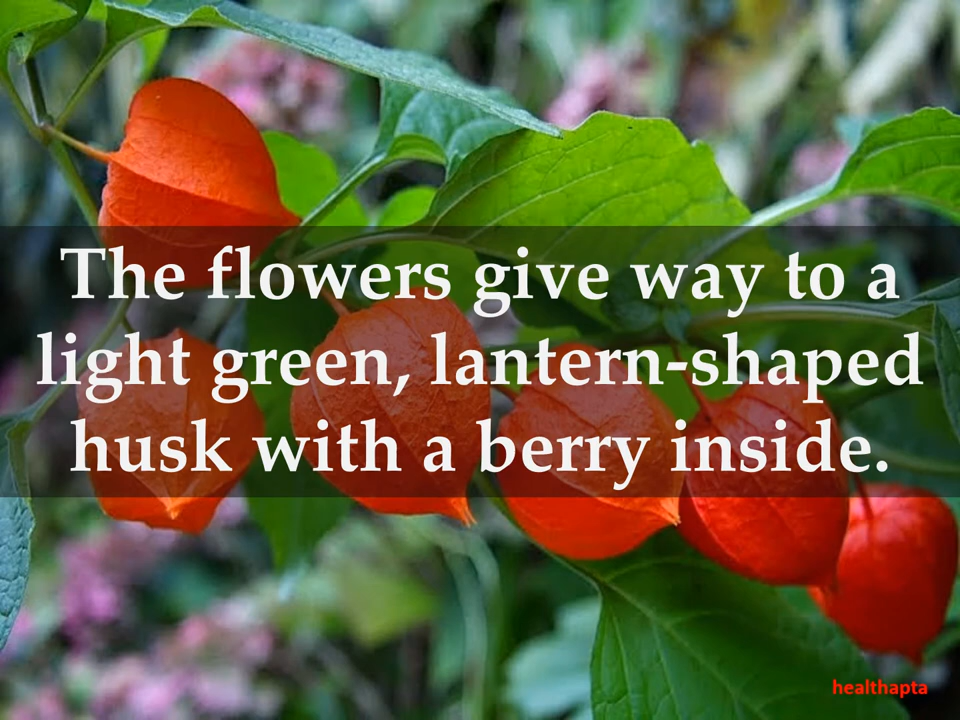 The flowers give way to a
light green, lantern-shaped
husk with a berry inside.
healthapta